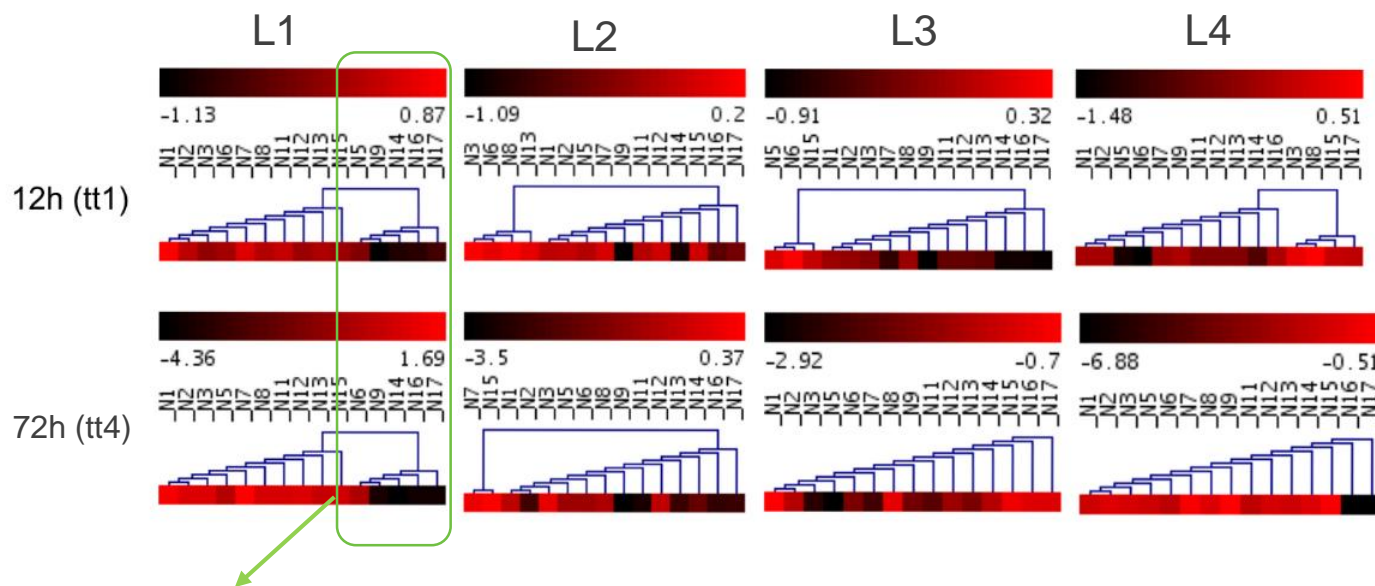 L1 L2 L3 L4
-1.13 0.87 -1.09 0.2 -0.91 0.32 -1.48 0.51
_N1 _N2 _N3 _N6 _N7 _N8 _N11 _N12 _N13 _N15 _N5 _N9 _N14 _N16 _N17
_N3 _N6 _N8 _N13 _N1 _N2 _N5 _N7 _N9 _N11 _N12 _N14 _N15 _N16 _N17
_N5 _N6 _N15 _N1 _N2 _N3 _N7 _N8 _N9 _N11 _N12 _N13 _N14 _N16 _N17
_N1 _N2 _N5 _N6 _N7 _N9 _N11 _N12 _N13 _N14 _N16 _N3 _N8 _N15 _N17
12h (tt1)
-4.36 1.69 -3.5 0.37 -2.92 -0.7 -6.88 -0.51
_N1 _N2 _N3 _N5 _N7 _N8 _N11 _N12 _N13 _N15 _N6 _N9 _N14 _N16 _N17
_N7 _N15 _N1 _N2 _N3 _N5 _N6 _N8 _N9 _N11 _N12 _N13 _N14 _N16 _N17
_N1 _N2 _N3 _N5 _N6 _N7 _N8 _N9 _N11 _N12 _N13 _N14 _N15 _N16 _N17
_N1 _N2 _N3 _N5 _N6 _N7 _N8 _N9 _N11 _N12 _N13 _N14 _N15 _N16 _N17
72h (tt4)